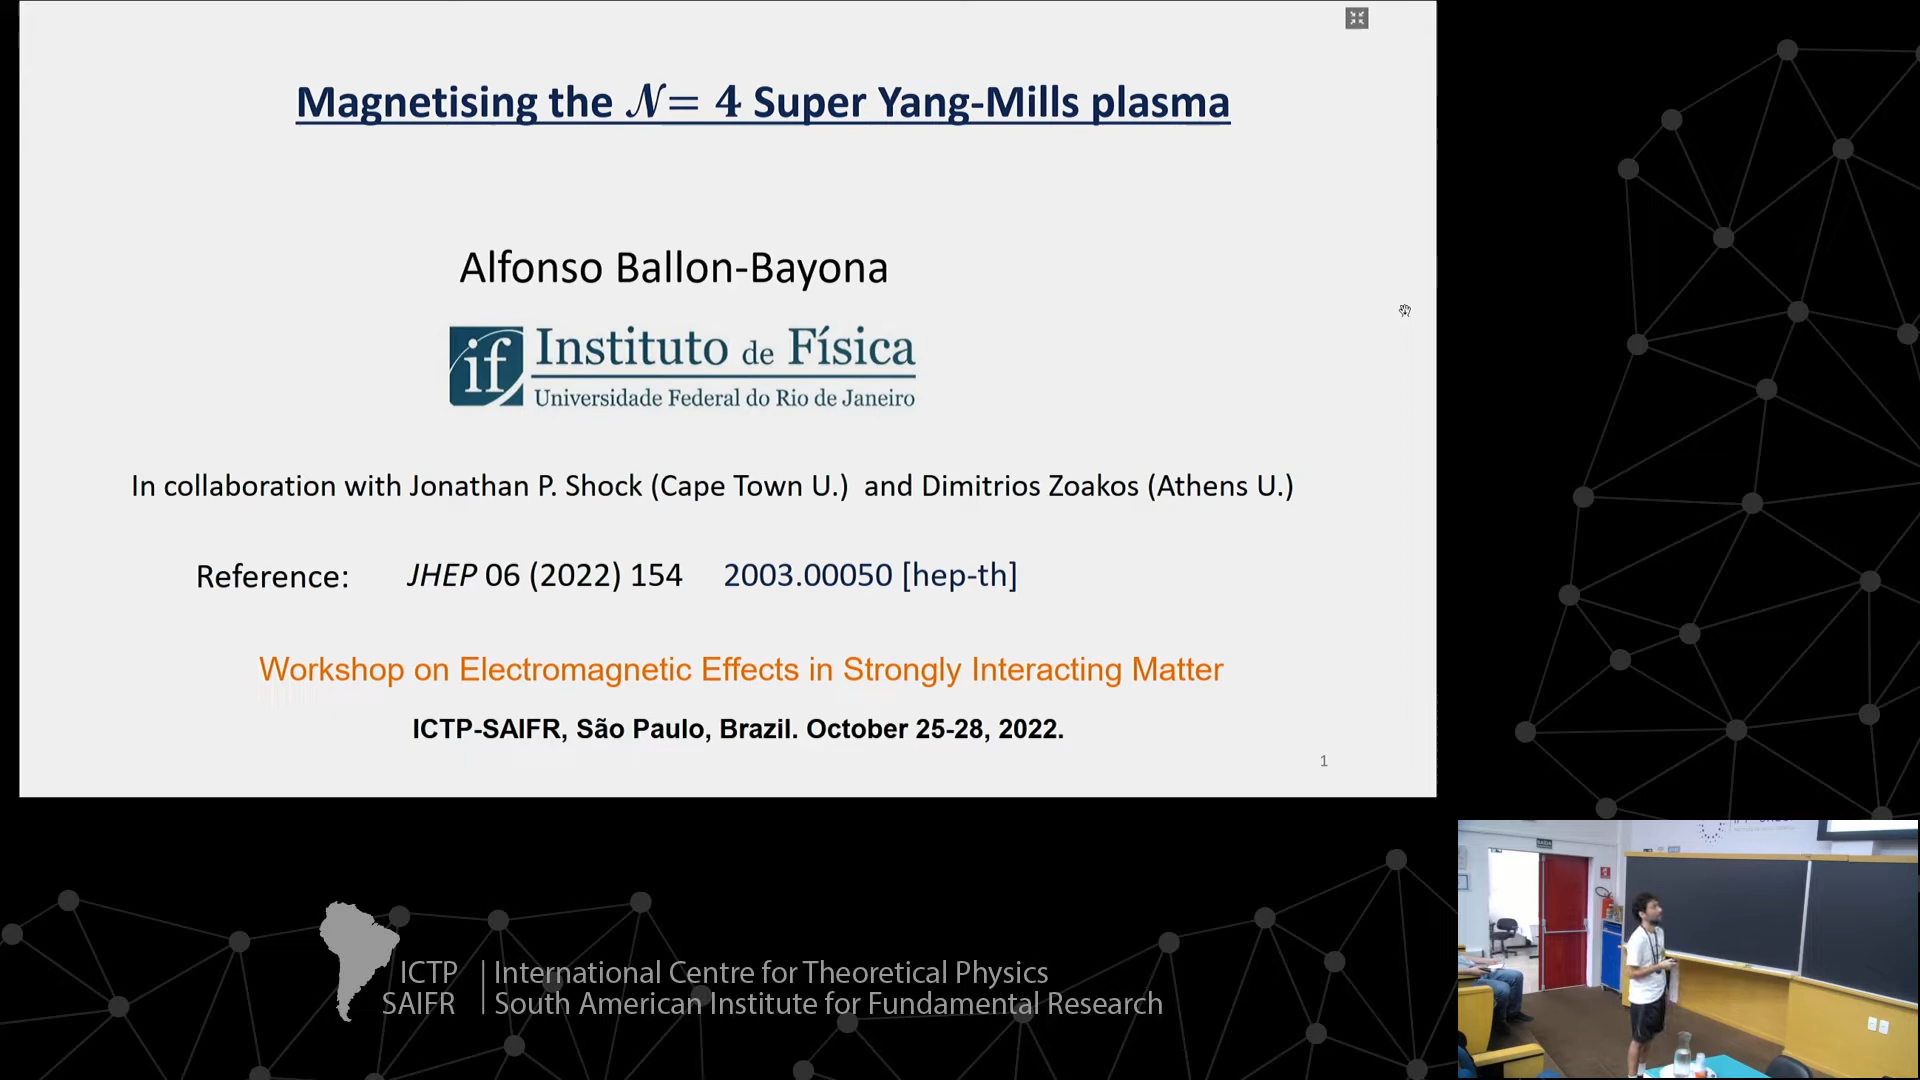 Magnetising the 𝒩= 4 Super Yang-Mills plasma
Alfonso Ballon-Bayona
if Instituto de Física
Universidade Federal do Rio de Janeiro
In collaboration with Jonathan P. Shock (Cape Town U.) and Dimitrios Zoakos (Athens U.)
Reference: JHEP 06 (2022) 154 2003.00050 [hep-th]
Workshop on Electromagnetic Effects in Strongly Interacting Matter
ICTP-SAIFR, São Paulo, Brazil. October 25-28, 2022.
1
ICTP | International Centre for Theoretical Physics
SAIFR | South American Institute for Fundamental Research